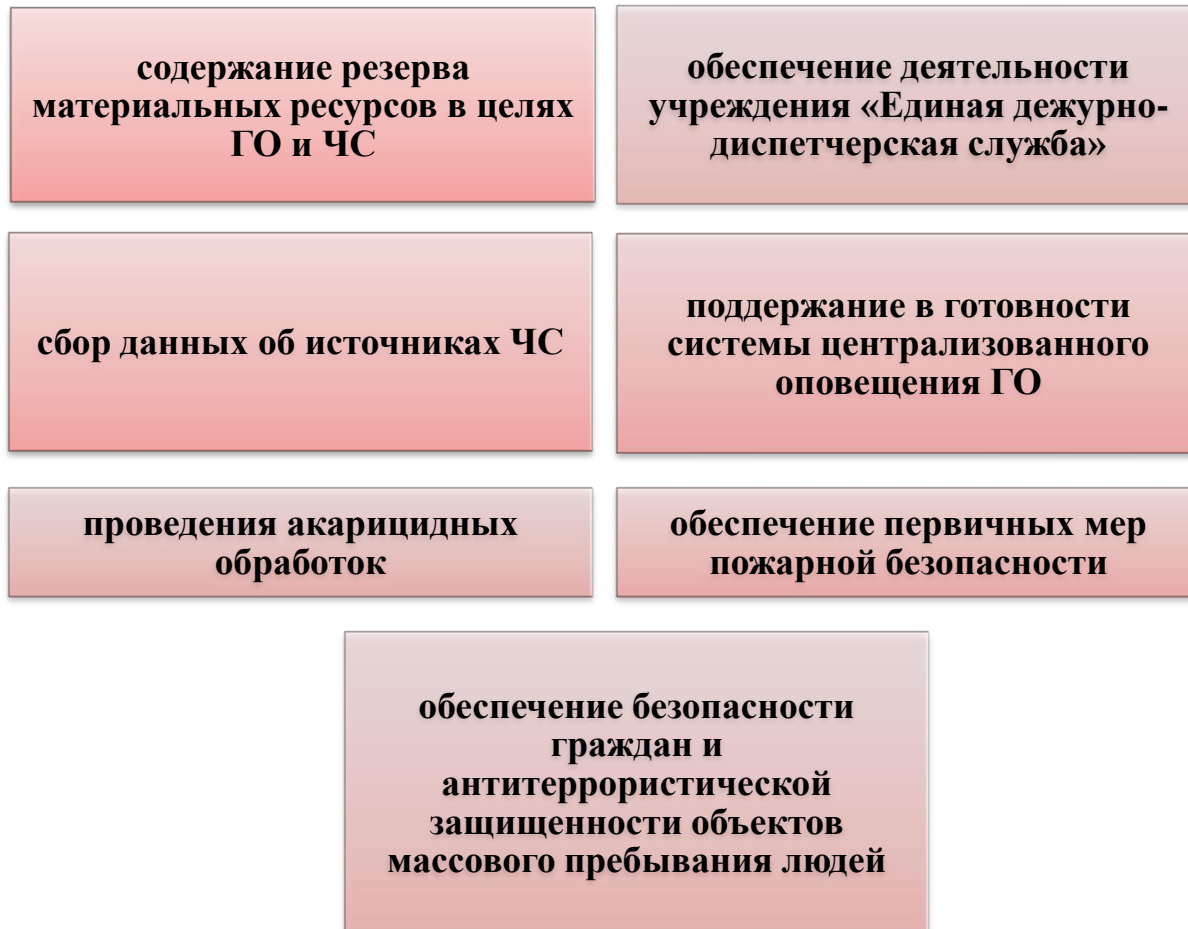 содержание резерва
материальных ресурсов в целях
ГО и ЧС
обеспечение деятельности
учреждения «Единая дежурно-
диспетчерская служба»
сбор данных об источниках ЧС
поддержание в готовности
системы централизованного
оповещения ГО
проведения акарицидных
обработок
обеспечение первичных мер
пожарной безопасности
обеспечение безопасности
граждан и
антитеррористической
защищенности объектов
массового пребывания людей